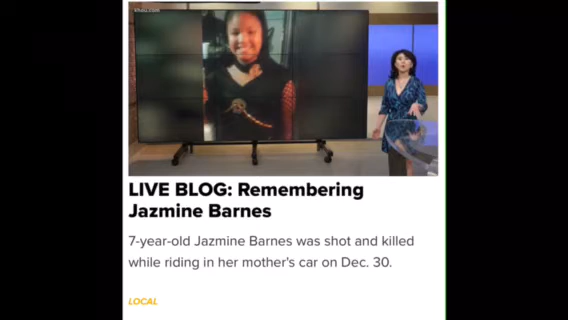 LIVE BLOG: Remembering
Jazmine Barnes
7-year-old Jazmine Barnes was shot and killed
while riding in her mother's car on Dec. 30.
LOCAL